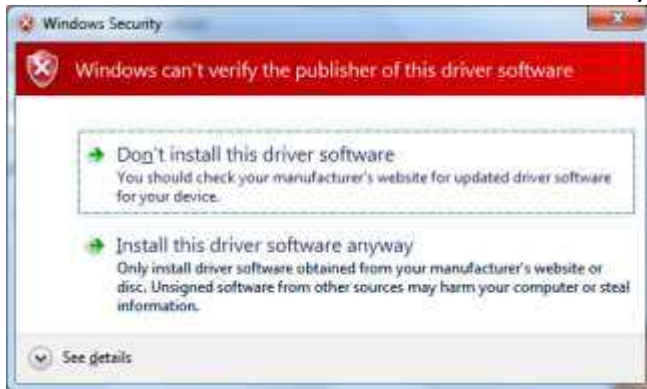 Windows Security
Windows can't verify the publisher of this driver software
Don't install this driver software
You should check your manufacturer's website for updated driver software
for your device.
Install this driver software anyway
Only install driver software obtained from your manufacturer's website or
disc. Unsigned software from other sources may harm your computer or steal
information.
See details